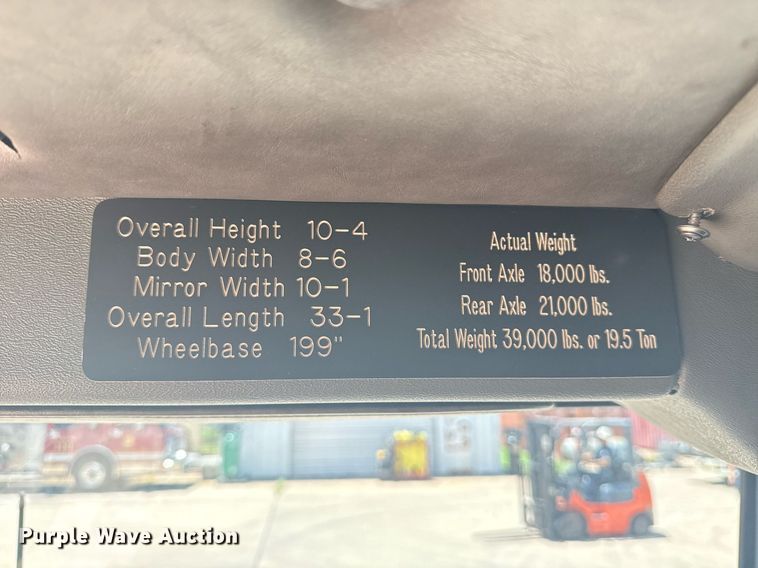 Overall Height 10-4
Body Width 8-6
Mirror Width 10-1
Overall Length 33-1
Wheelbase 199"
Actual Weight
Front Axle 18,000 lbs.
Rear Axle 21,000 lbs.
Total Weight 39,000 lbs. or 19.5 Ton
Purple Wave Auction